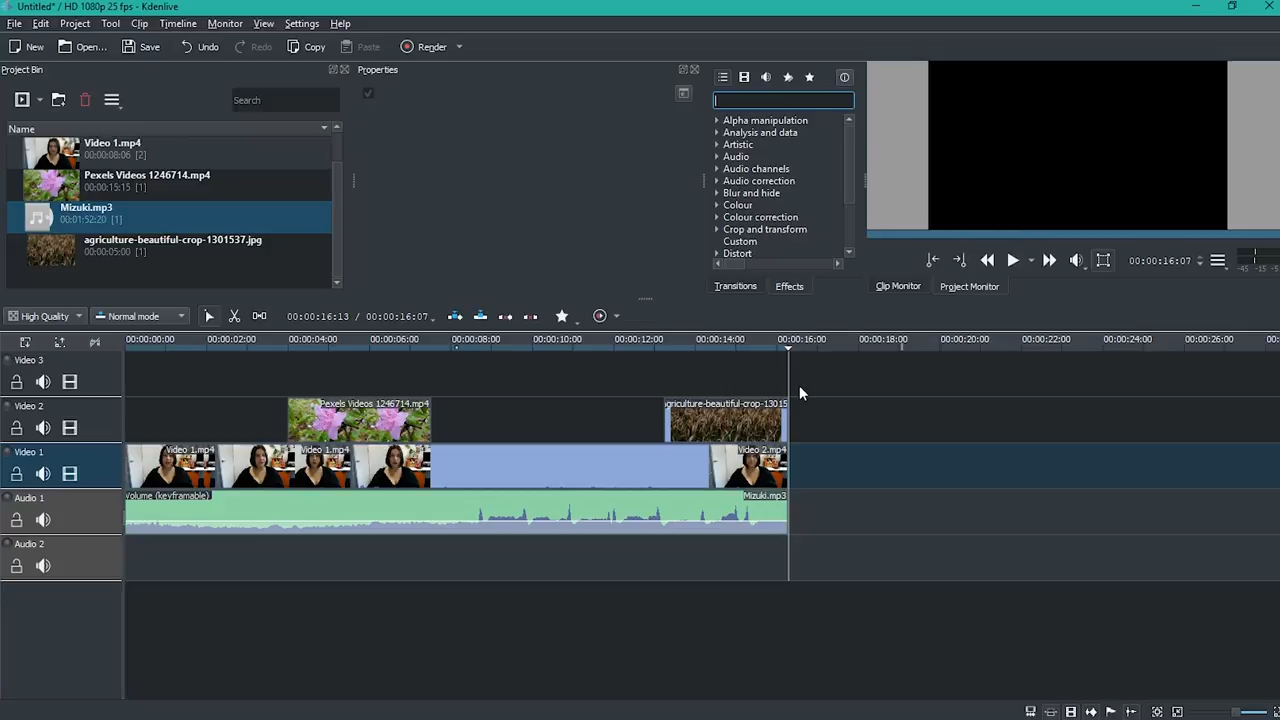 Untitled* / HD 1080p 25 fps - Kdenlive
File Edit Project Tool Clip Timeline Monitor View Settings Help
New Open... Save Undo Redo Copy Paste Render
Project Bin
Properties
Search
Name
Video 1.mp4
00:00:08:06 [2]
Pexels Videos 1246714.mp4
00:00:15:15 [1]
Mizuki.mp3
00:01:52:20 [1]
agriculture-beautiful-crop-1301537.jpg
00:00:05:00 [1]
Alpha manipulation
Analysis and data
Artistic
Audio
Audio channels
Audio correction
Blur and hide
Colour
Colour correction
Crop and transform
Custom
Distort
Transitions Effects
00:00:16:07
-45 -15 -5
Clip Monitor Project Monitor
High Quality Normal mode 00:00:16:13 / 00:00:16:07
00:00:00:00 00:00:02:00 00:00:04:00 00:00:06:00 00:00:08:00 00:00:10:00 00:00:12:00 00:00:14:00 00:00:16:00 00:00:18:00 00:00:20:00 00:00:22:00 00:00:24:00 00:00:26:00 00:
Video 3
Video 2
Pexels Videos 1246714.mp4 agriculture-beautiful-crop-13015
Video 1
Video 1.mp4 Video 1.mp4 Video 2.mp4
Audio 1
Volume (keyframable) Mizuki.mp3
Audio 2